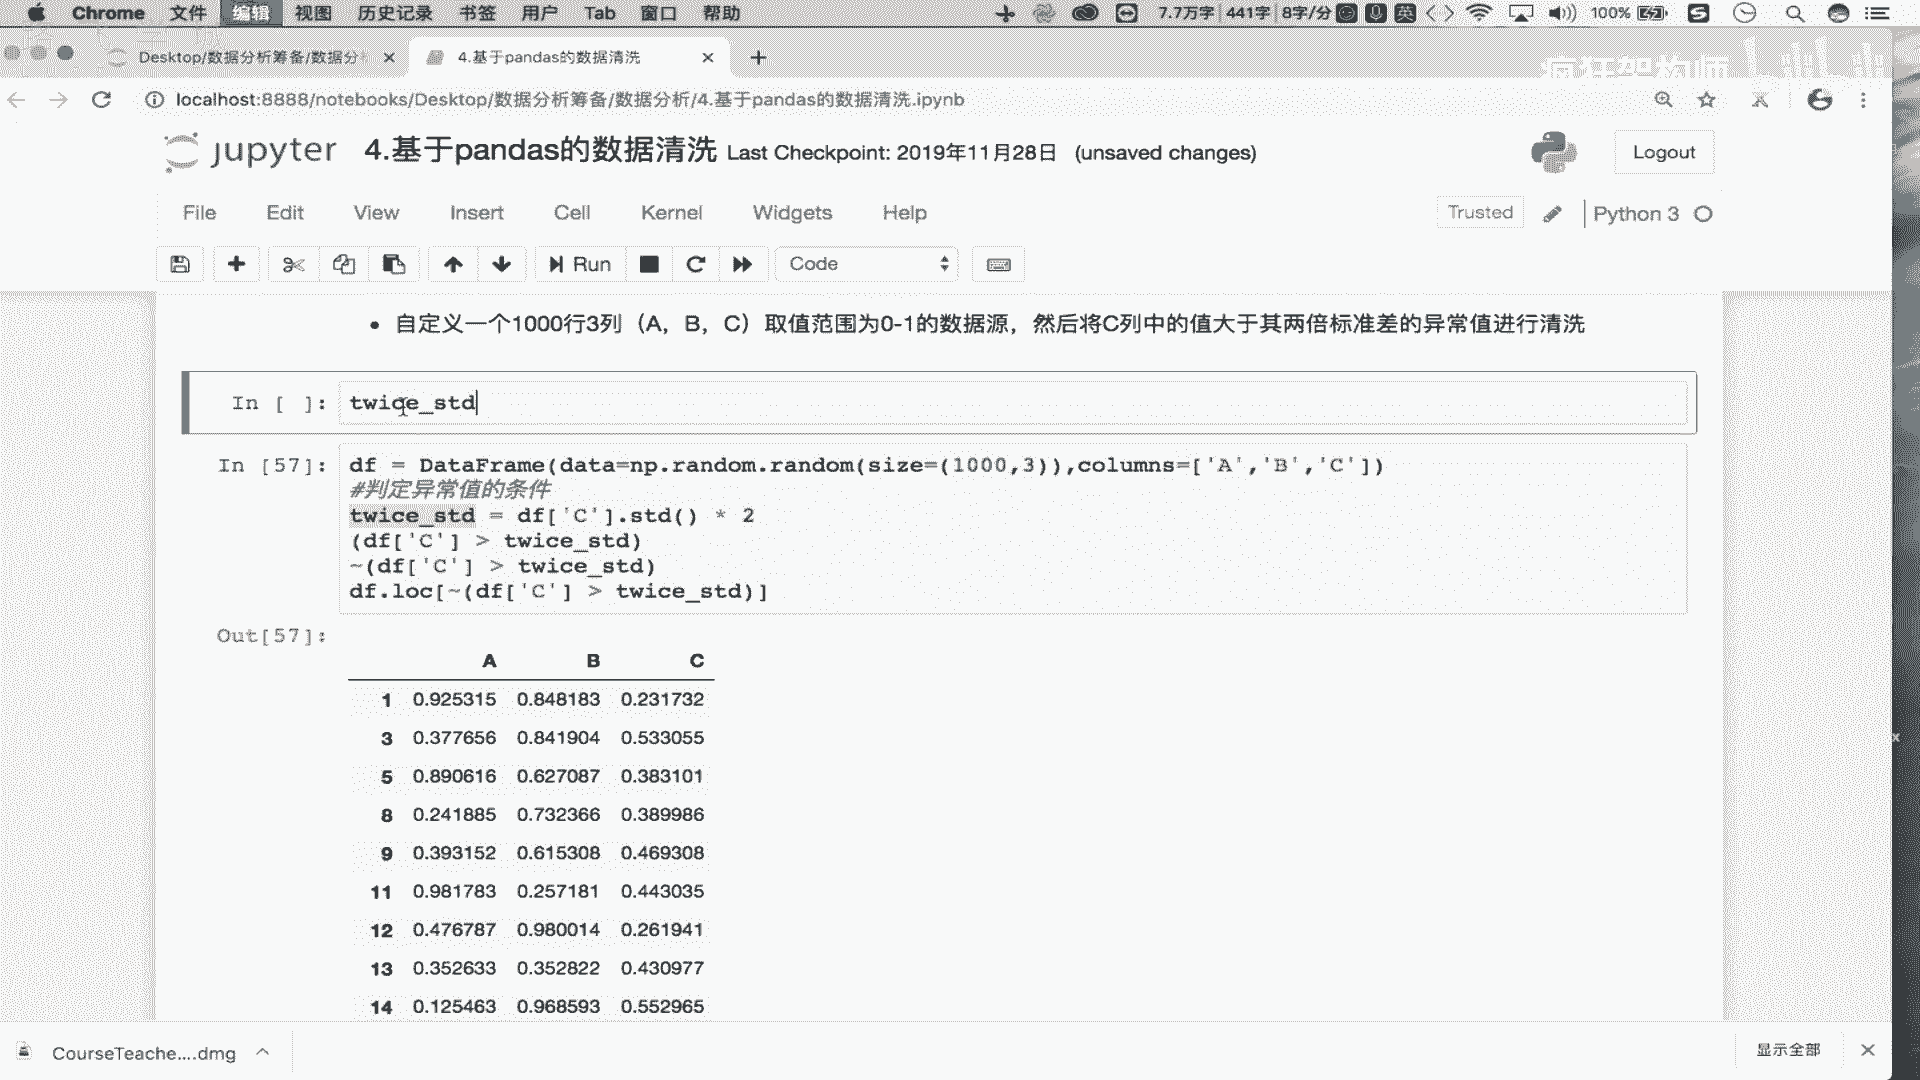 Chrome 文件 编辑 视图 历史记录 书签 用户 Tab 窗口 帮助 7.7万字 441字 8字/分 英 100%
Desktop/数据分析筹备/数据分 4.基于pandas的数据清洗
疯狂架构师 bilibili
localhost:8888/notebooks/Desktop/数据分析筹备/数据分析/4.基于pandas的数据清洗.ipynb
jupyter 4.基于pandas的数据清洗 Last Checkpoint: 2019年11月28日 (unsaved changes) Logout
File Edit View Insert Cell Kernel Widgets Help Trusted Python 3
Run Code
• 自定义一个1000行3列（A，B，C）取值范围为0-1的数据源，然后将C列中的值大于其两倍标准差的异常值进行清洗
In [ ]: twice_std
In [57]: df = DataFrame(data=np.random.random(size=(1000,3)),columns=['A','B','C'])
#判定异常值的条件
twice_std = df['C'].std() * 2
(df['C'] > twice_std)
~(df['C'] > twice_std)
df.loc[~(df['C'] > twice_std)]
Out[57]:
A B C
1 0.925315 0.848183 0.231732
3 0.377656 0.841904 0.533055
5 0.890616 0.627087 0.383101
8 0.241885 0.732366 0.389986
9 0.393152 0.615308 0.469308
11 0.981783 0.257181 0.443035
12 0.476787 0.980014 0.261941
13 0.352633 0.352822 0.430977
14 0.125463 0.968593 0.552965
CourseTeache....dmg 显示全部